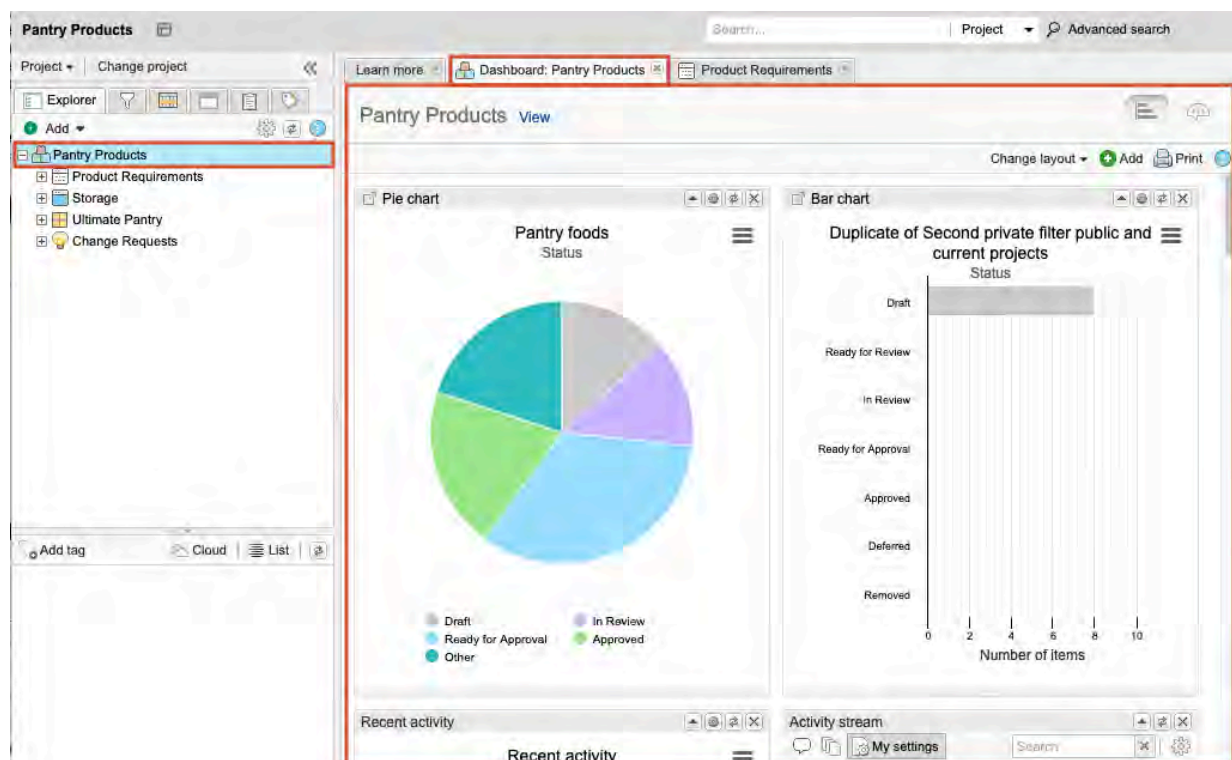 Pantry Products
Search...
Project
Advanced search
Project
Change project
Learn more
Dashboard: Pantry Products
Product Requirements
Explorer
Add
Pantry Products
Product Requirements
Storage
Ultimate Pantry
Change Requests
Add tag
Cloud
List
Pantry Products View
Change layout
Add
Print
Pie chart
Pantry foods
Status
Draft
In Review
Ready for Approval
Approved
Other
Bar chart
Duplicate of Second private filter public and
current projects
Status
Draft
Ready for Review
In Review
Ready for Approval
Approved
Deferred
Removed
0 2 4 6 8 10
Number of items
Recent activity
Recent activity
Activity stream
My settings
Search